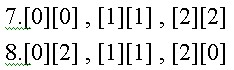 7.[0][0] , [1][1] , [2][2]
8.[0][2] , [1][1] , [2][0]